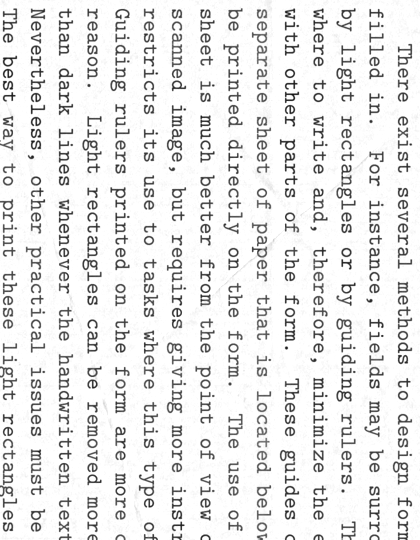 There exist several methods to design form
filled in. For instance, fields may be surro
by light rectangles or by guiding rulers. Th
where to write and, therefore, minimize the e
with other parts of the form. These guides c
separate sheet of paper that is located below
be printed directly on the form. The use of
sheet is much better from the point of view o
scanned image, but requires giving more instr
restricts its use to tasks where this type of
Guiding rulers printed on the form are more c
reason. Light rectangles can be removed more
than dark lines whenever the handwritten text
Nevertheless, other practical issues must be
The best way to print these light rectangles